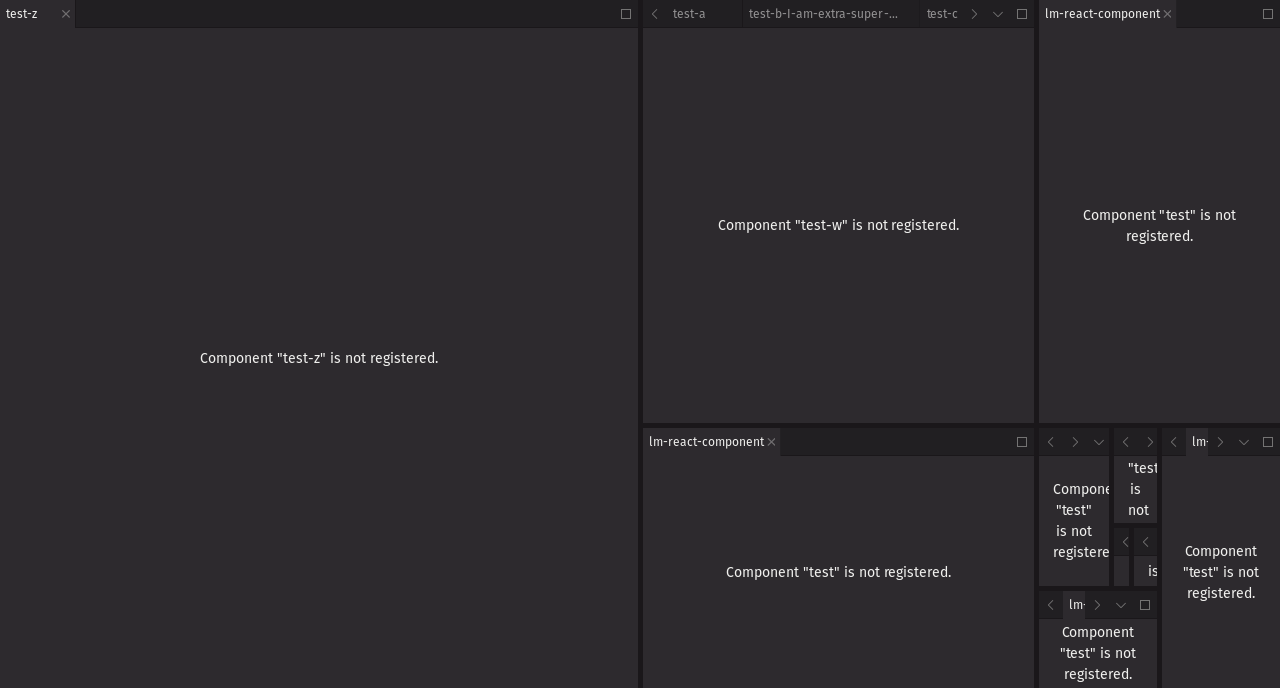 test-z
test-a
test-b-I-am-extra-super-...
test-c
lm-react-component
Component "test-z" is not registered.
Component "test-w" is not registered.
Component "test" is not
registered.
lm-react-component
Component "test" is not registered.
Compone
"test"
is not
registere
"test
is
not
is
lm-
Component
"test" is not
registered.
lm-
Component
"test" is not
registered.